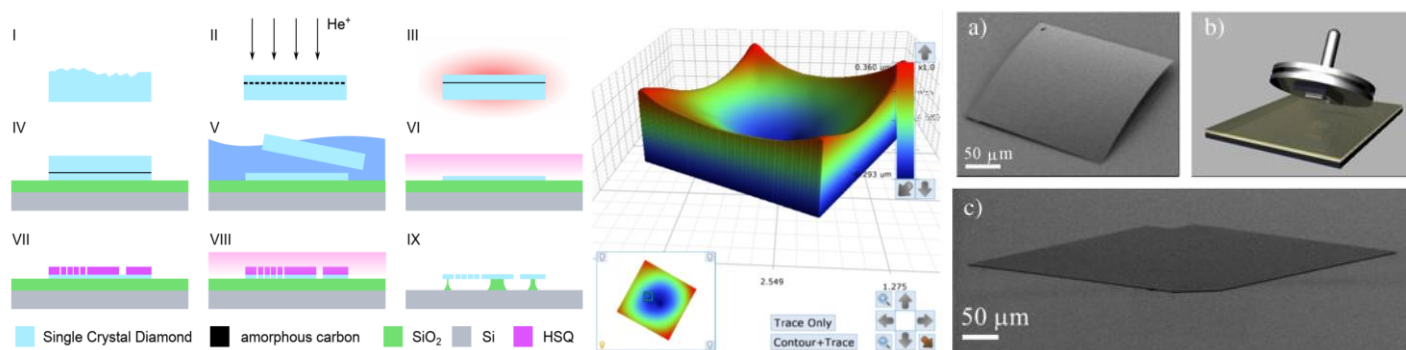 I
II
He⁺
III
IV
V
VI
VII
VIII
IX
Single Crystal Diamond
amorphous carbon
SiO₂
Si
HSQ
0.360 um
x1.0
2.549
1.275
Trace Only
Contour+Trace
a)
50 μm
b)
c)
50 μm